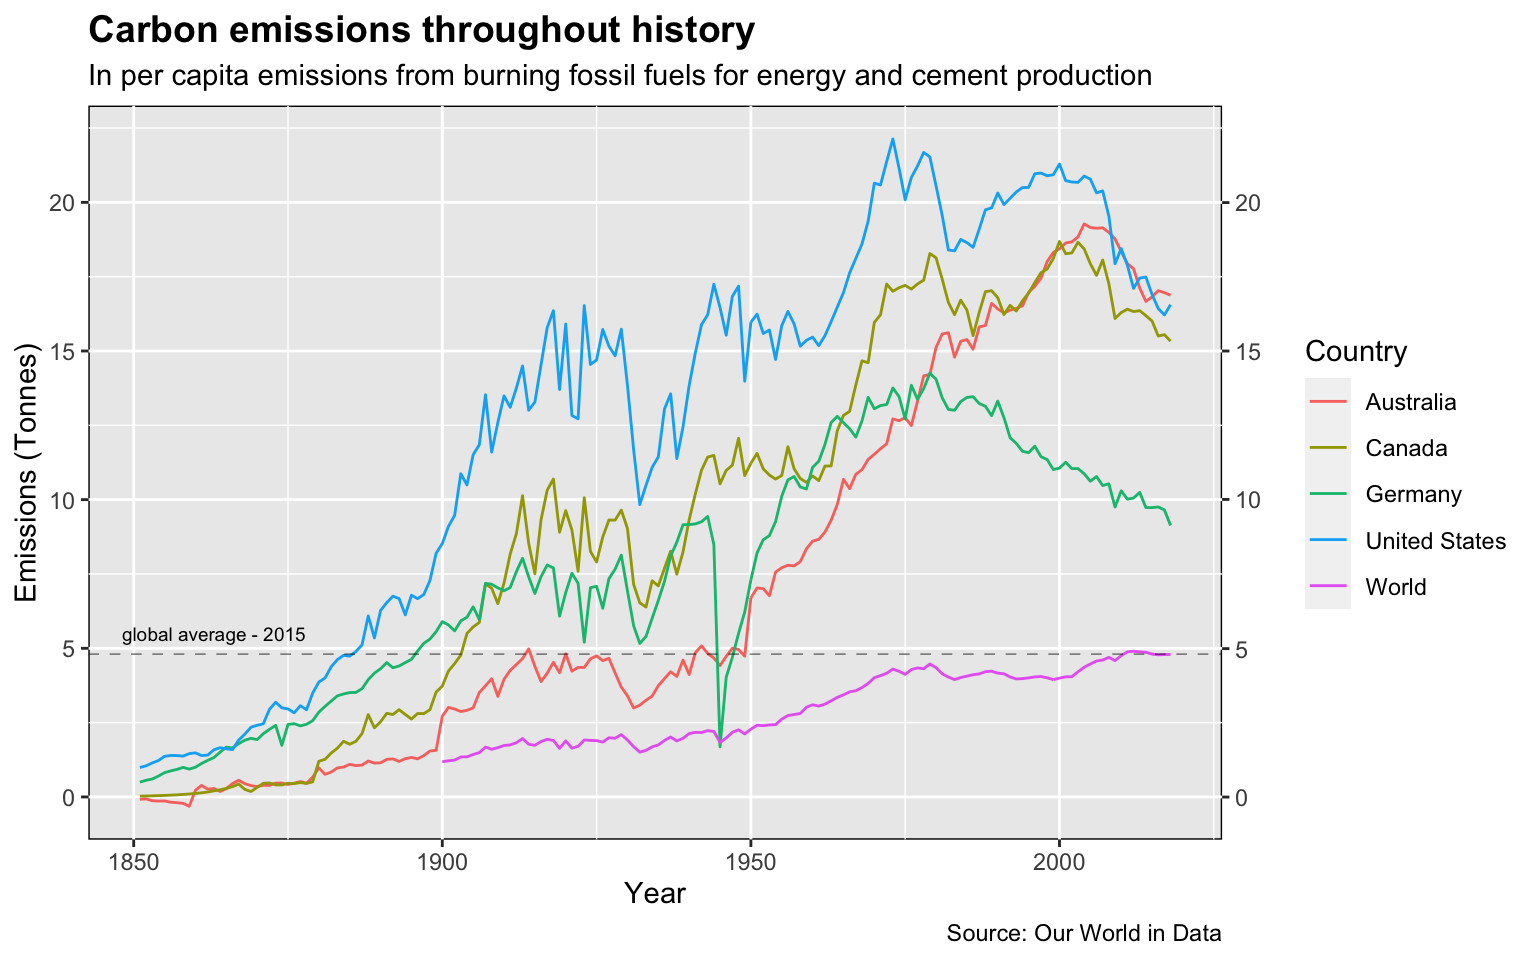 Carbon emissions throughout history
In per capita emissions from burning fossil fuels for energy and cement production
Emissions (Tonnes)
20
15
10
5
0
global average - 2015
20
15
10
5
0
1850
1900
1950
2000
Year
Country
Australia
Canada
Germany
United States
World
Source: Our World in Data